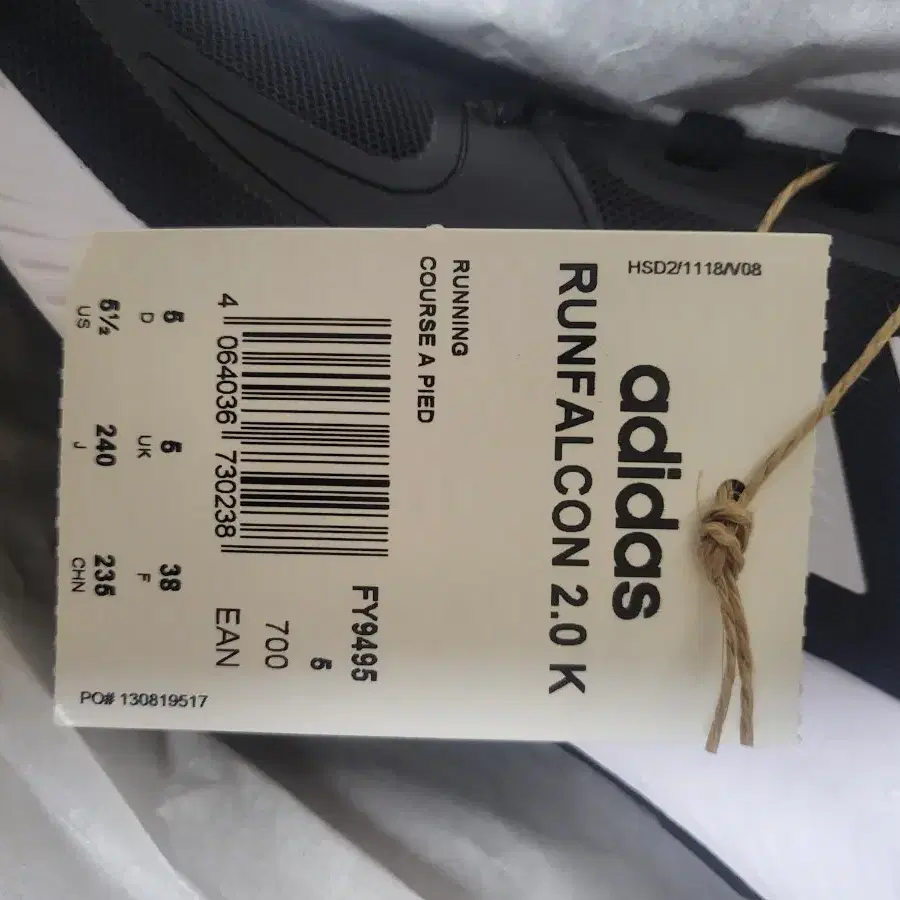 HSD2/1118/V08
adidas
RUNFALCON 2.0 K
RUNNING
COURSE A PIED
FY9495
5
700
4 064036 730238 EAN
5 5 38
D UK F
5½ 240 235
US J CHN
PO# 130819517